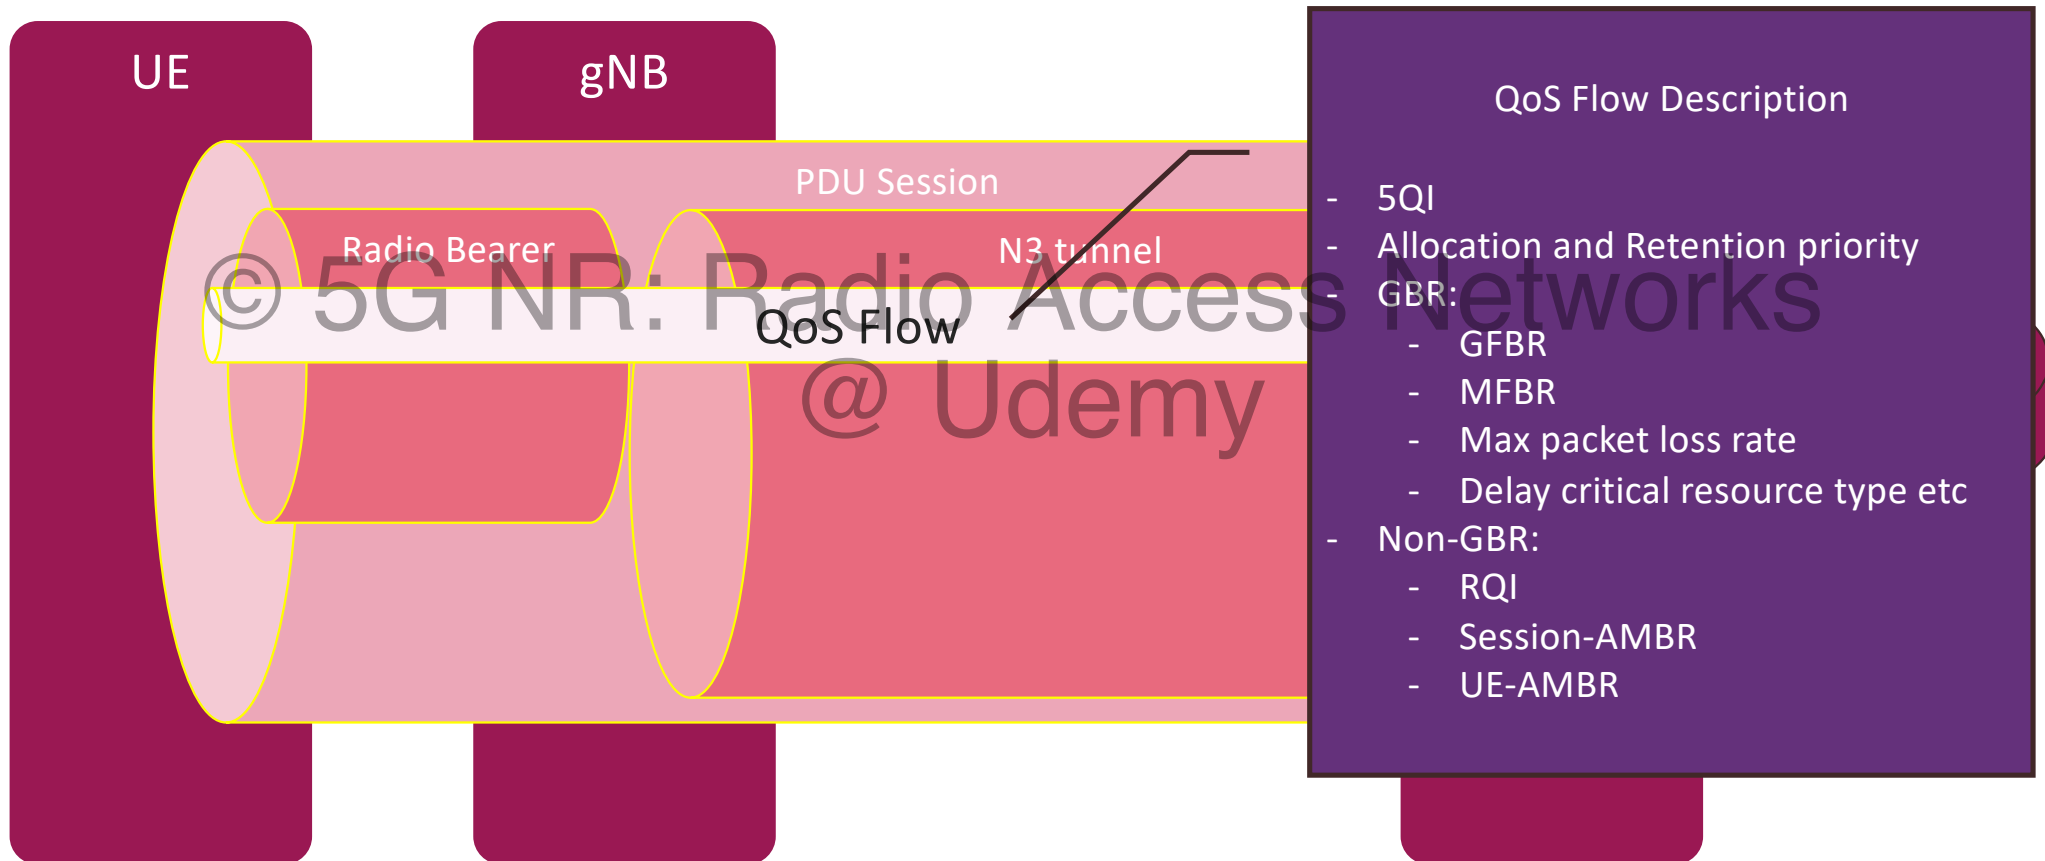 UE
gNB
PDU Session
Radio Bearer
N3 tunnel
QoS Flow
QoS Flow Description
- 5QI
- Allocation and Retention priority
- GBR:
- GFBR
- MFBR
- Max packet loss rate
- Delay critical resource type etc
- Non-GBR:
- RQI
- Session-AMBR
- UE-AMBR
© 5G NR: Radio Access Networks
@ Udemy